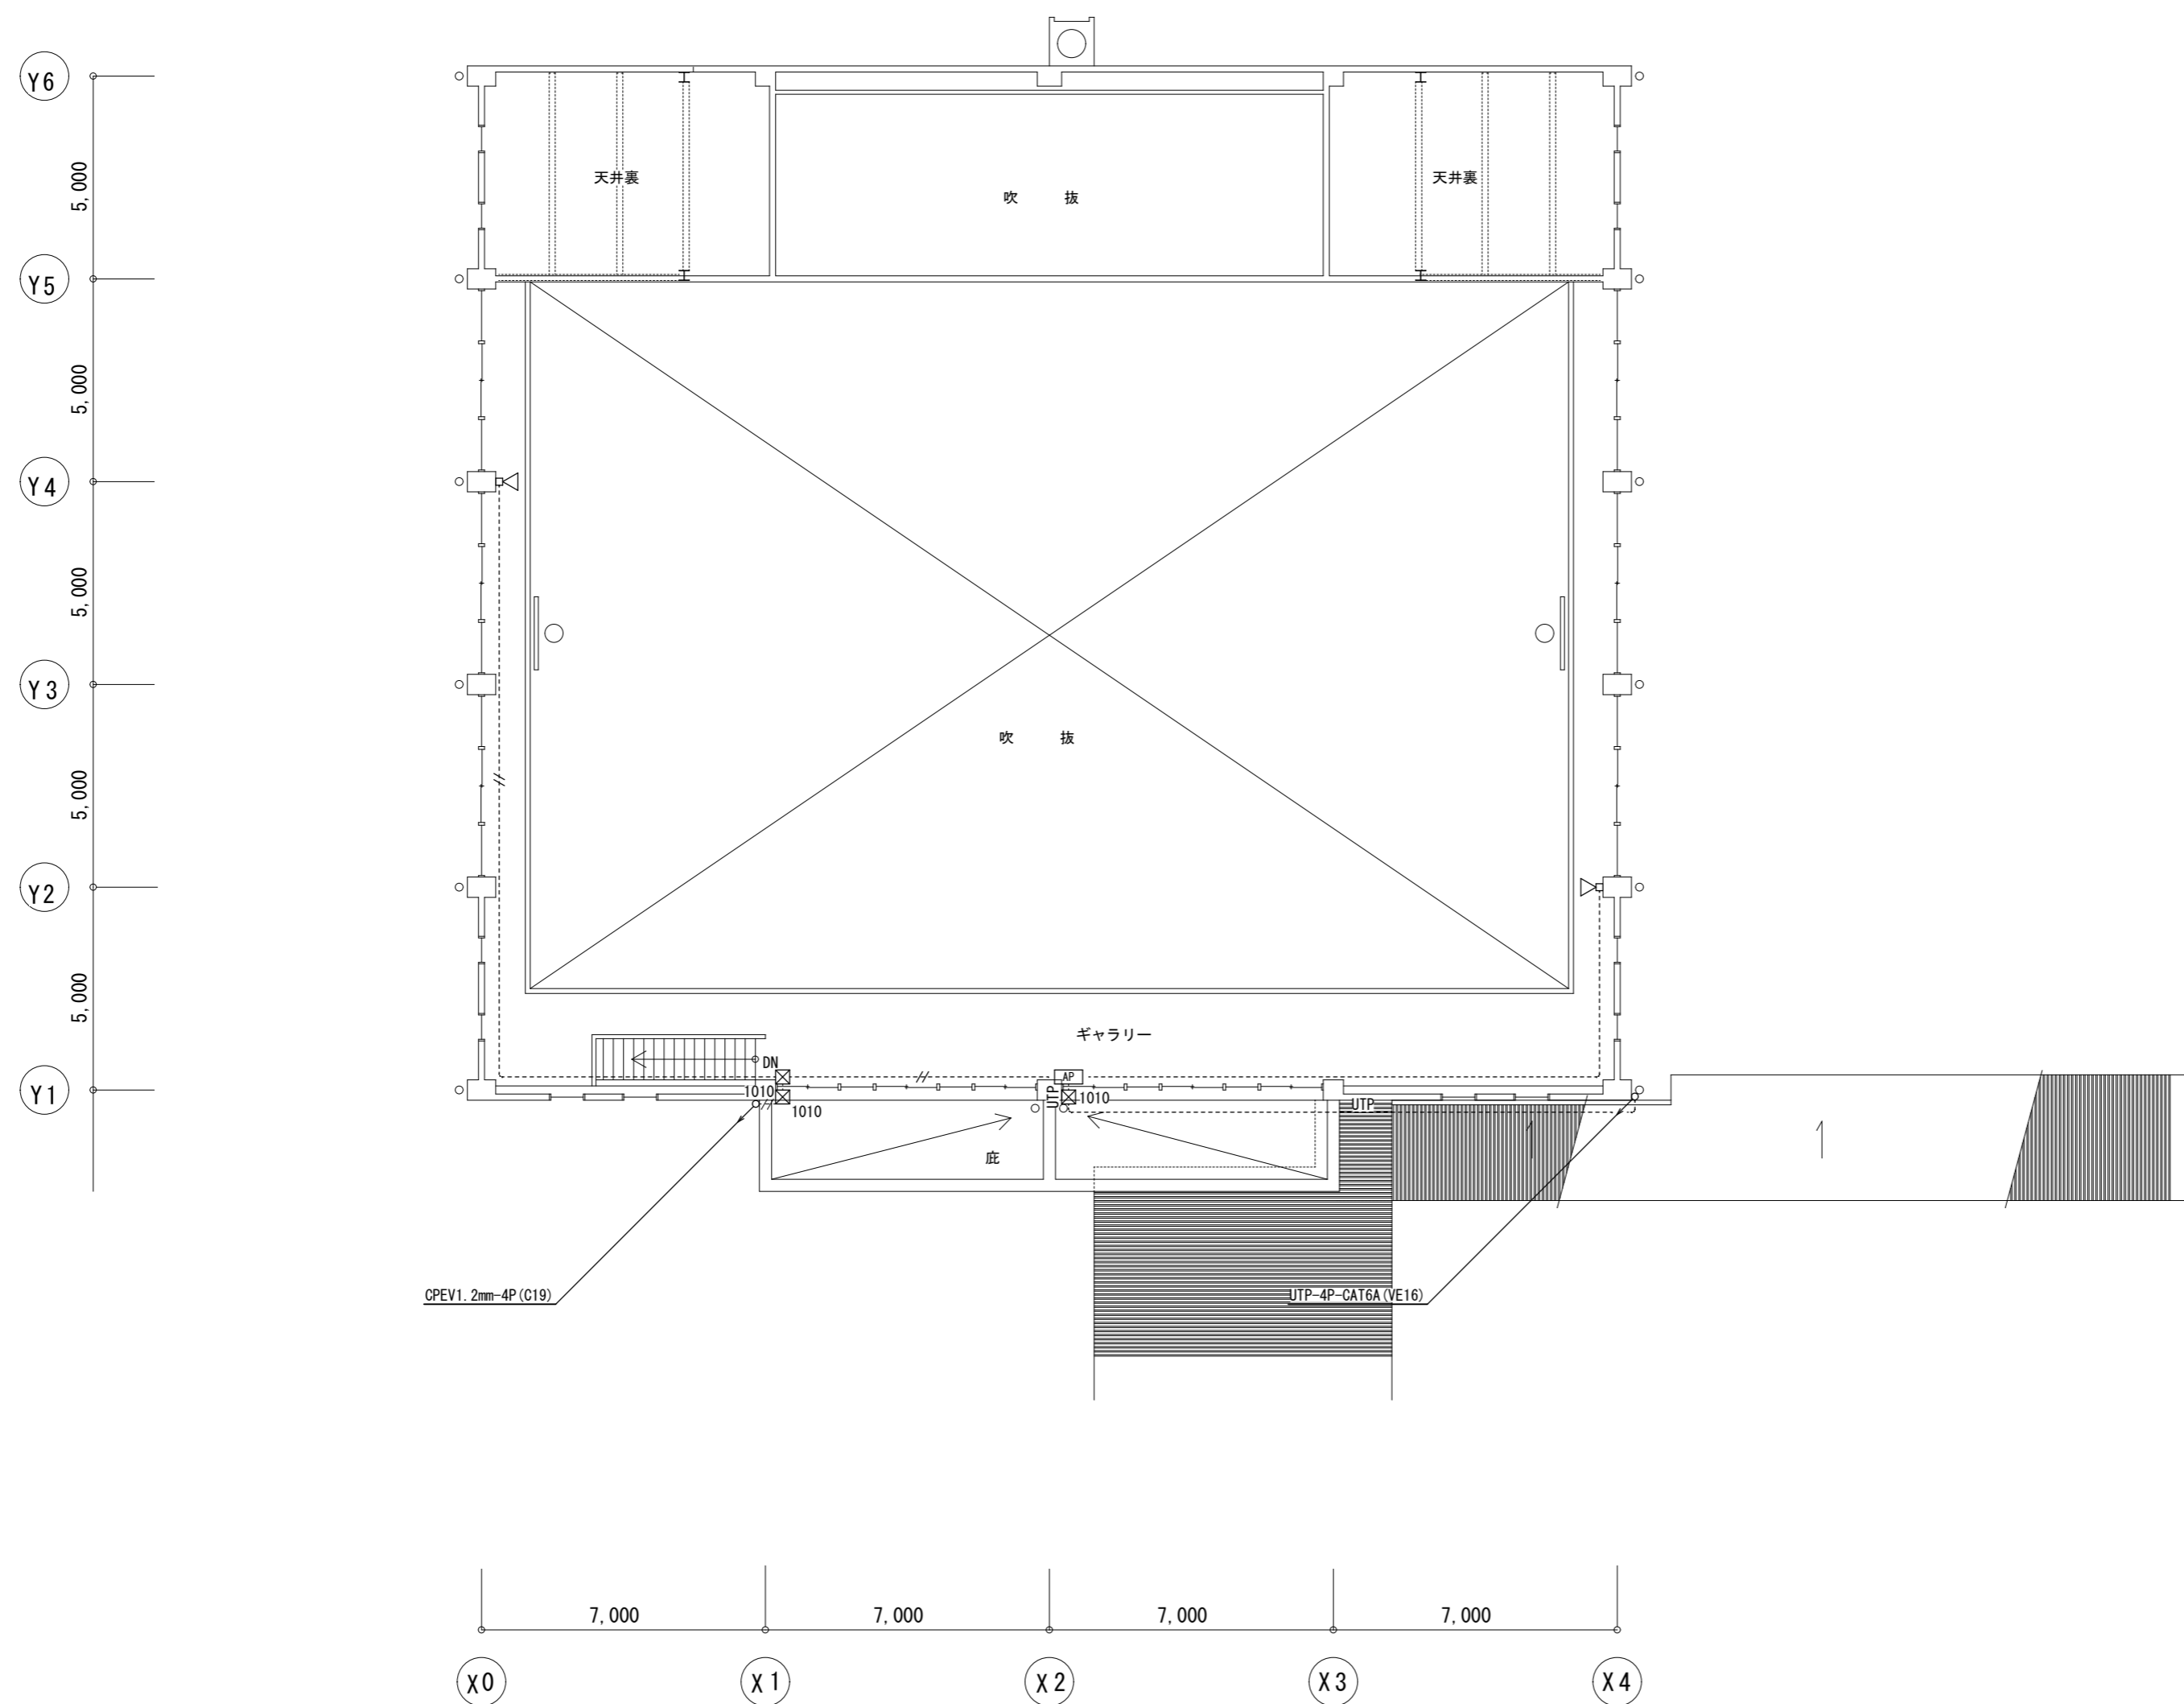 Y6
5,000
天井裏
吹 抜
天井裏
Y5
5,000
Y4
5,000
Y3
吹 抜
5,000
Y2
5,000
ギャラリー
DN
AP
Y1
1010
UTP
1010
1010
UTP
庇
CPEV1.2mm-4P(C19)
UTP-4P-CAT6A(VE16)
7,000
7,000
7,000
7,000
X0
X1
X2
X3
X4